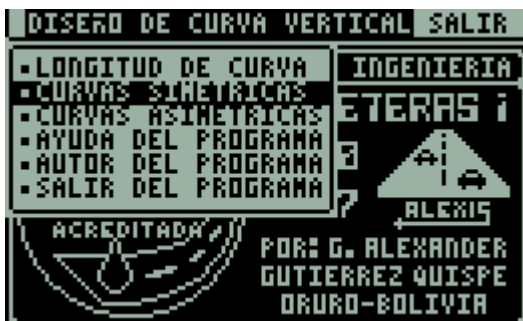 DISEÑO DE CURVA VERTICAL SALIR
LONGITUD DE CURVA
CURVAS SIMETRICAS
CURVAS ASIMETRICAS
AYUDA DEL PROGRAMA
AUTOR DEL PROGRAMA
SALIR DEL PROGRAMA
INGENIERIA
ETERAS I
ALEXIS
ACREDITADA
POR: G. ALEXANDER
GUTIERREZ QUISPE
ORURO-BOLIVIA